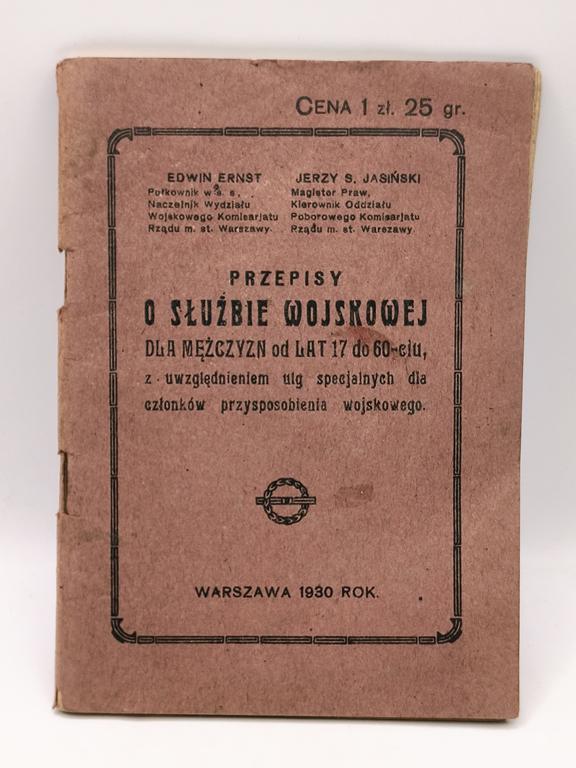 CENA 1 zł. 25 gr.
EDWIN ERNST
Pułkownik w s. s.,
Naczelnik Wydziału
Wojskowego Komisarjatu
Rządu m. st. Warszawy.
JERZY S. JASIŃSKI
Magister Praw,
Kierownik Oddziału
Poborowego Komisarjatu
Rządu m. st. Warszawy.
PRZEPISY
O SŁUŻBIE WOJSKOWEJ
DLA MĘŻCZYZN od LAT 17 do 60-ciu,
z uwzględnieniem ulg specjalnych dla
członków przysposobienia wojskowego.
WARSZAWA 1930 ROK.